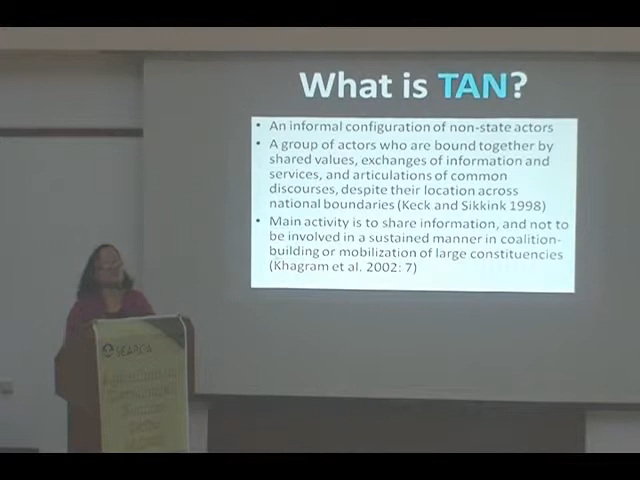 What is TAN?
• An informal configuration of non-state actors
• A group of actors who are bound together by
shared values, exchanges of information and
services, and articulations of common
discourses, despite their location across
national boundaries (Keck and Sikkink 1998)
• Main activity is to share information, and not to
be involved in a sustained manner in coalition-
building or mobilization of large constituencies
(Khagram et al. 2002: 7)
SEARCA